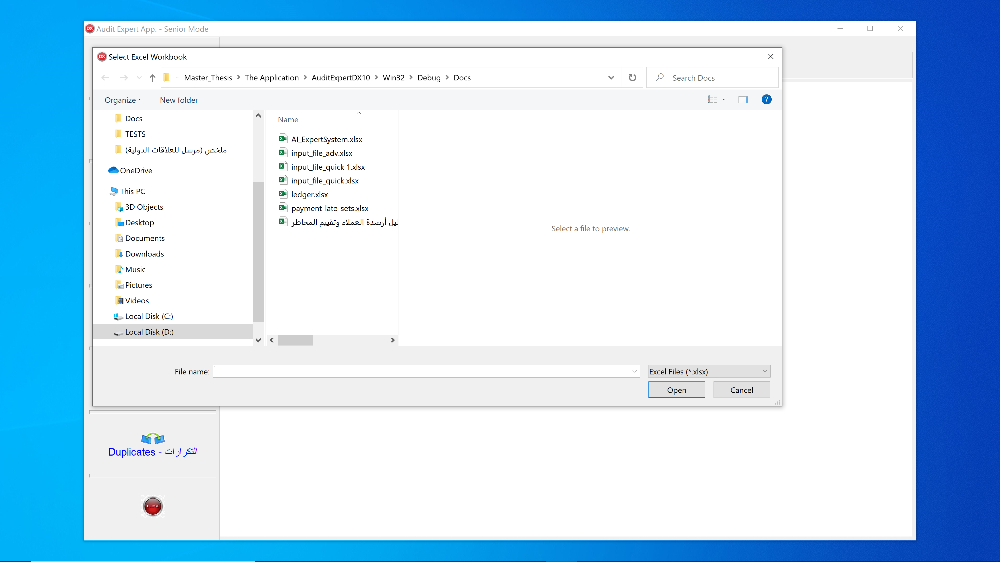 DX Audit Expert App. - Senior Mode
DX Select Excel Workbook
« Master_Thesis > The Application > AuditExpertDX10 > Win32 > Debug > Docs
Search Docs
Organize
New folder
?
Docs
TESTS
ملخص (مرسل للعلاقات الدولية)
OneDrive
This PC
3D Objects
Desktop
Documents
Downloads
Music
Pictures
Videos
Local Disk (C:)
Local Disk (D:)
Name
AI_ExpertSystem.xlsx
input_file_adv.xlsx
input_file_quick 1.xlsx
input_file_quick.xlsx
ledger.xlsx
payment-late-sets.xlsx
ليل أرصدة العملاء وتقييم المخاطر
Select a file to preview.
File name:
Excel Files (*.xlsx)
Open
Cancel
Duplicates - التكرارات
CLOSE